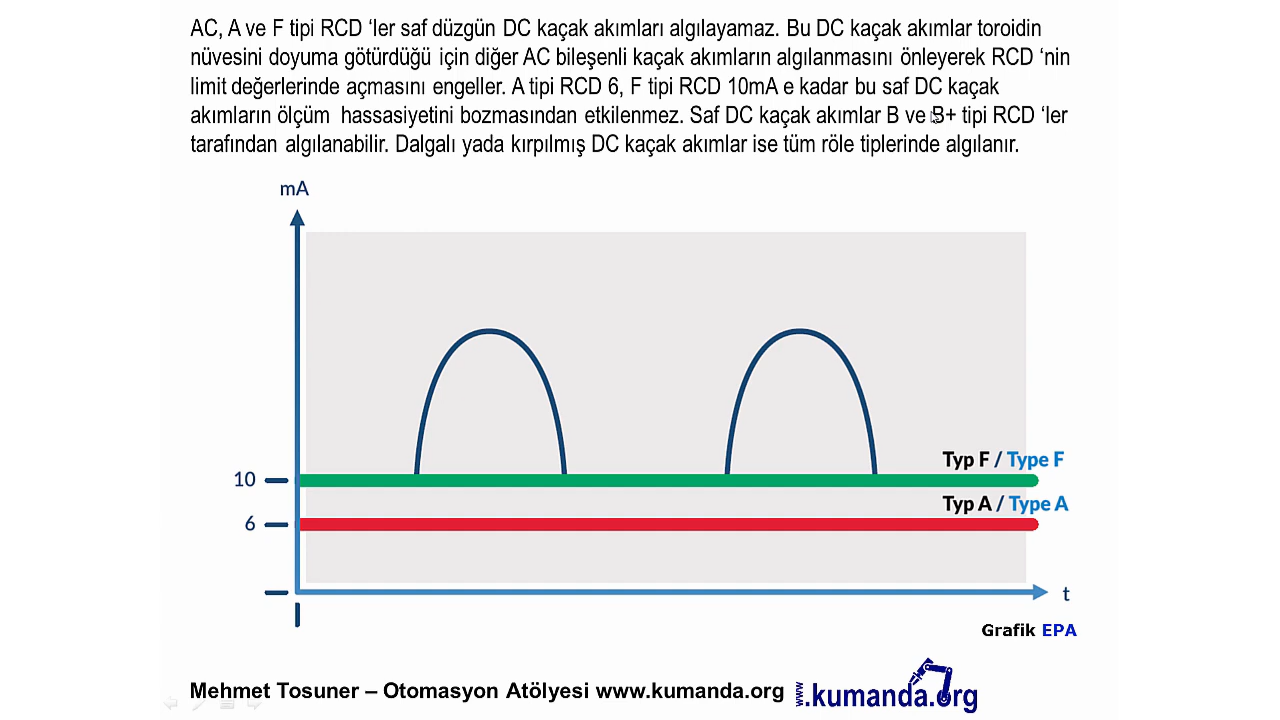 AC, A ve F tipi RCD ‘ler saf düzgün DC kaçak akımları algılayamaz. Bu DC kaçak akımlar toroidin
nüvesini doyuma götürdüğü için diğer AC bileşenli kaçak akımların algılanmasını önleyerek RCD ‘nin
limit değerlerinde açmasını engeller. A tipi RCD 6, F tipi RCD 10mA e kadar bu saf DC kaçak
akımların ölçüm hassasiyetini bozmasından etkilenmez. Saf DC kaçak akımlar B ve B+ tipi RCD ‘ler
tarafından algılanabilir. Dalgalı yada kırpılmış DC kaçak akımlar ise tüm röle tiplerinde algılanır.
mA
Typ F / Type F
10
Typ A / Type A
6
t
Grafik EPA
Mehmet Tosuner – Otomasyon Atölyesi www.kumanda.org
www.kumanda.org